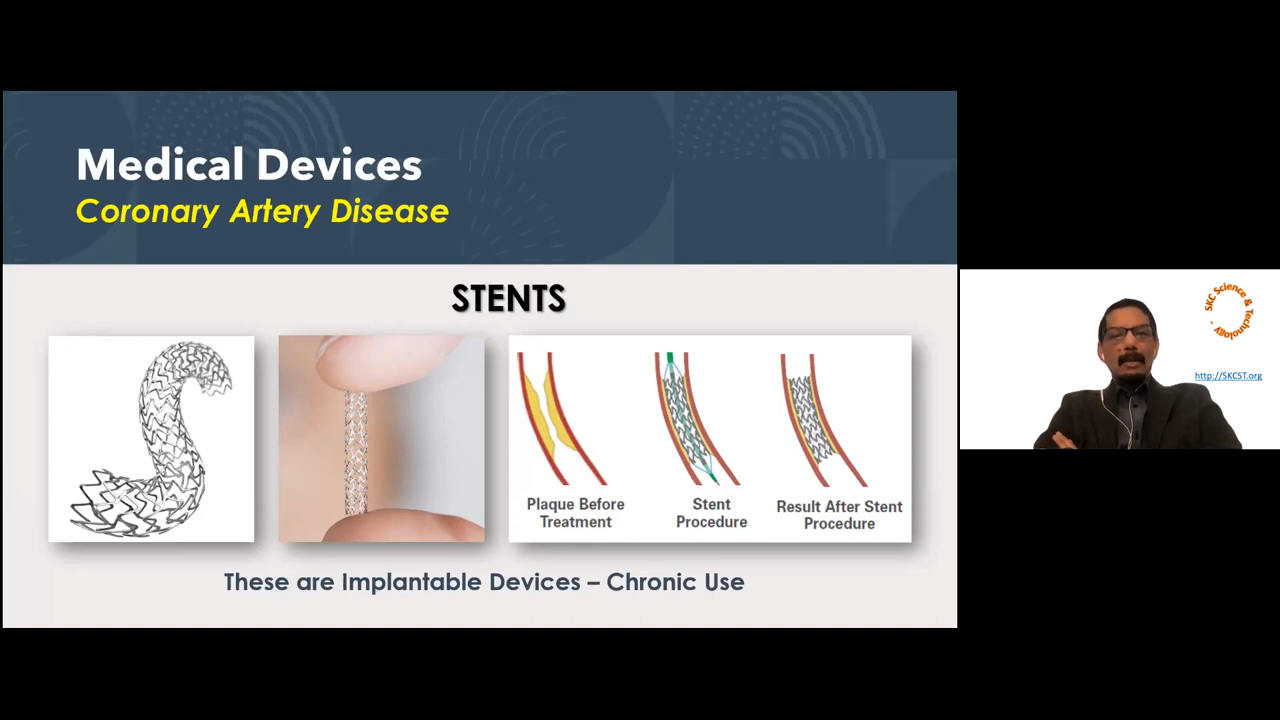 Medical Devices
Coronary Artery Disease
STENTS
Plaque Before
Treatment
Stent
Procedure
Result After Stent
Procedure
These are Implantable Devices – Chronic Use
SKC Science & Technology -
http://SKCST.org